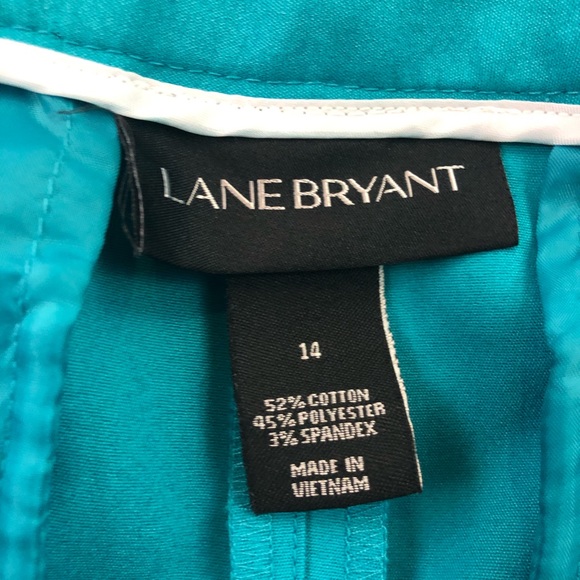 LANE BRYANT
14
52% COTTON
45% POLYESTER
3% SPANDEX
MADE IN
VIETNAM